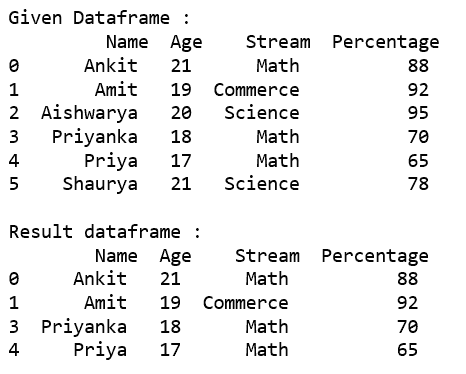 Given Dataframe :
Name Age Stream Percentage
0 Ankit 21 Math 88
1 Amit 19 Commerce 92
2 Aishwarya 20 Science 95
3 Priyanka 18 Math 70
4 Priya 17 Math 65
5 Shaurya 21 Science 78
Result dataframe :
Name Age Stream Percentage
0 Ankit 21 Math 88
1 Amit 19 Commerce 92
3 Priyanka 18 Math 70
4 Priya 17 Math 65